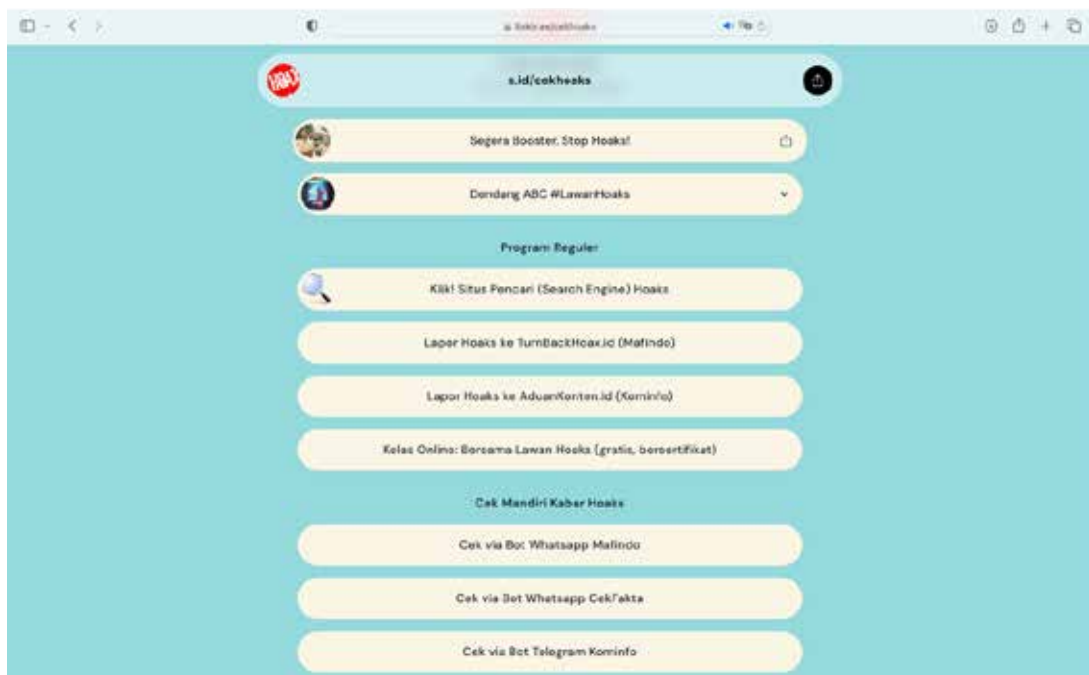 s.id/cekhoaks
HOAX
Segera Booster, Stop Hoaks!
Dendang ABC #LawanHoaks
Program Reguler
Klik! Situs Pencari (Search Engine) Hoaks
Lapor Hoaks ke TurnBackHoax.id (Mafindo)
Lapor Hoaks ke AduanKonten.id (Kominfo)
Kelas Online: Bersama Lawan Hoaks (gratis, bersertifikat)
Cek Mandiri Kabar Hoaks
Cek via Bot Whatsapp Mafindo
Cek via Bot Whatsapp CekFakta
Cek via Bot Telegram Kominfo